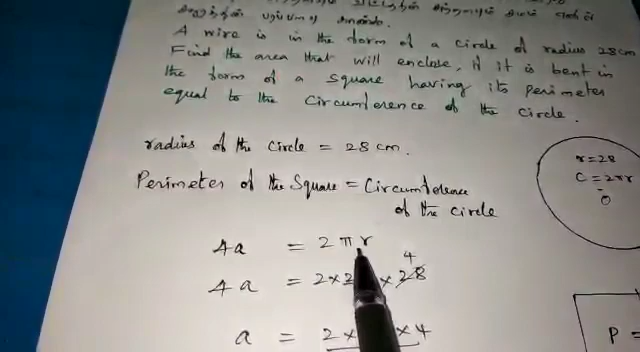 A wire is in the form of a circle of radius 28cm
Find the area that will enclose, if it is bent in
the form of a square having its perimeter
equal to the circumference of the circle.
radius of the circle = 28 cm.
Perimeter of the Square = Circumference
of the circle
4a = 2πr
4
4a = 2×2 × 28
a = 2× ×4
r=28
C=2πr
P =